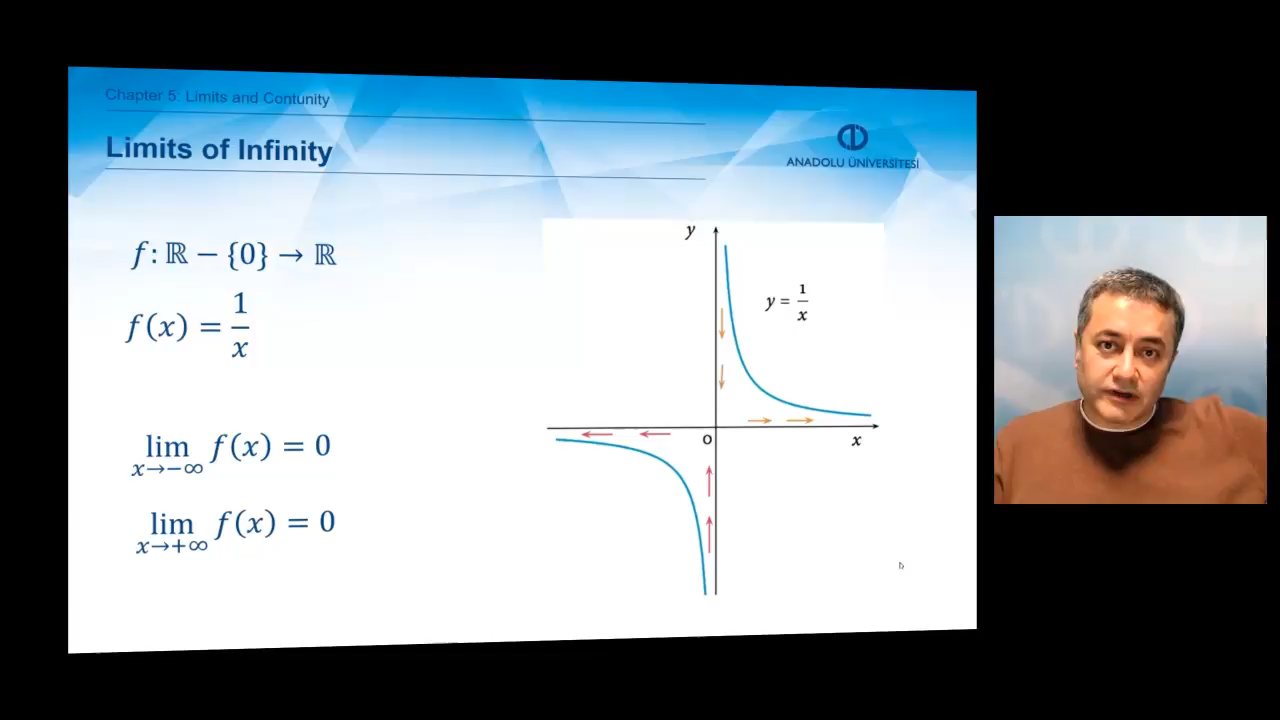 Chapter 5: Limits and Contunity
Limits of Infinity
ANADOLU ÜNİVERSİTESİ
f: ℝ − {0} → ℝ
f(x) = 1/x
lim x→−∞ f(x) = 0
lim x→+∞ f(x) = 0
y
y = 1/x
O
x